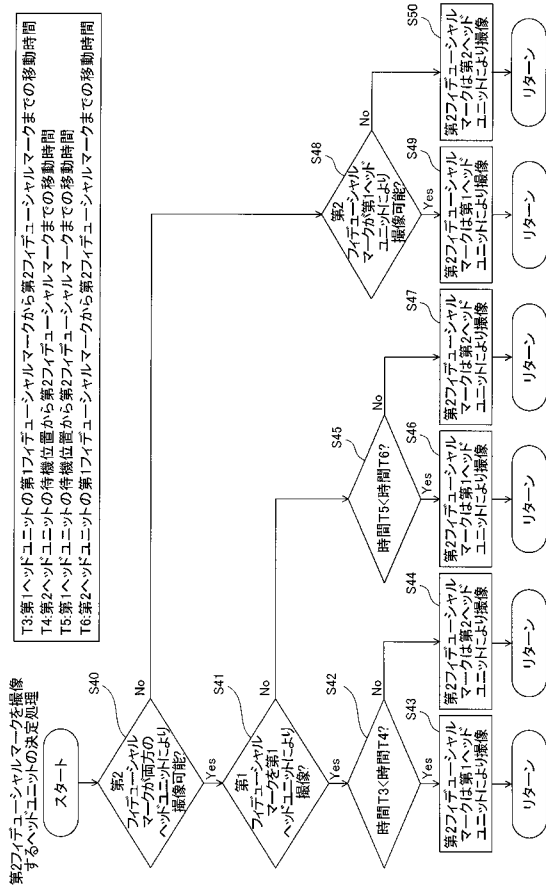 第2フィデューシャルマークを撮像
するヘッドユニットの決定処理
T3:第1ヘッドユニットの第1フィデューシャルマークから第2フィデューシャルマークまでの移動時間
T4:第2ヘッドユニットの待機位置から第2フィデューシャルマークまでの移動時間
T5:第1ヘッドユニットの待機位置から第2フィデューシャルマークまでの移動時間
T6:第2ヘッドユニットの第1フィデューシャルマークから第2フィデューシャルマークまでの移動時間
スタート
S40
第2
フィデューシャル
マークが両方の
ヘッドユニットにより
撮像可能?
No
Yes
S41
第1
フィデューシャル
マークを第1
ヘッドユニットにより
撮像?
No
Yes
S42
時間T3<時間T4?
No
Yes
S43
第2フィデューシャル
マークは第1ヘッド
ユニットにより撮像
リターン
S44
第2フィデューシャル
マークは第2ヘッド
ユニットにより撮像
リターン
S45
時間T5<時間T6?
No
Yes
S46
第2フィデューシャル
マークは第1ヘッド
ユニットにより撮像
リターン
S47
第2フィデューシャル
マークは第2ヘッド
ユニットにより撮像
リターン
S48
第2
フィデューシャル
マークが第1ヘッド
ユニットにより
撮像可能?
No
Yes
S49
第2フィデューシャル
マークは第1ヘッド
ユニットにより撮像
リターン
S50
第2フィデューシャル
マークは第2ヘッド
ユニットにより撮像
リターン